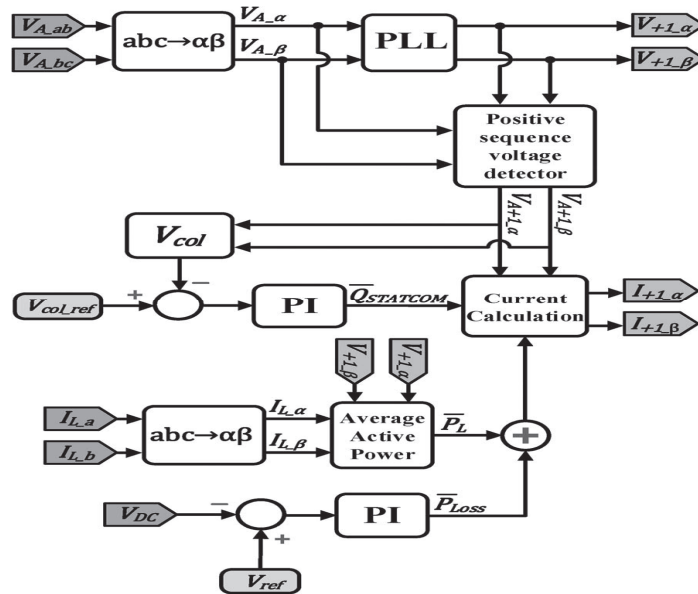 V_A_ab
V_A_bc
abc→αβ
V_A_α
V_A_β
PLL
V_+1_α
V_+1_β
Positive
sequence
voltage
detector
V_A+1_α
V_A+1_β
V_col
−
+
V_col_ref
PI
Q̅_STATCOM
Current
Calculation
I_+1_α
I_+1_β
V_+1_β
V_+1_α
I_L_a
I_L_b
abc→αβ
I_L_α
I_L_β
Average
Active
Power
P̅_L
+
V_DC
−
+
PI
P̅_Loss
V_ref